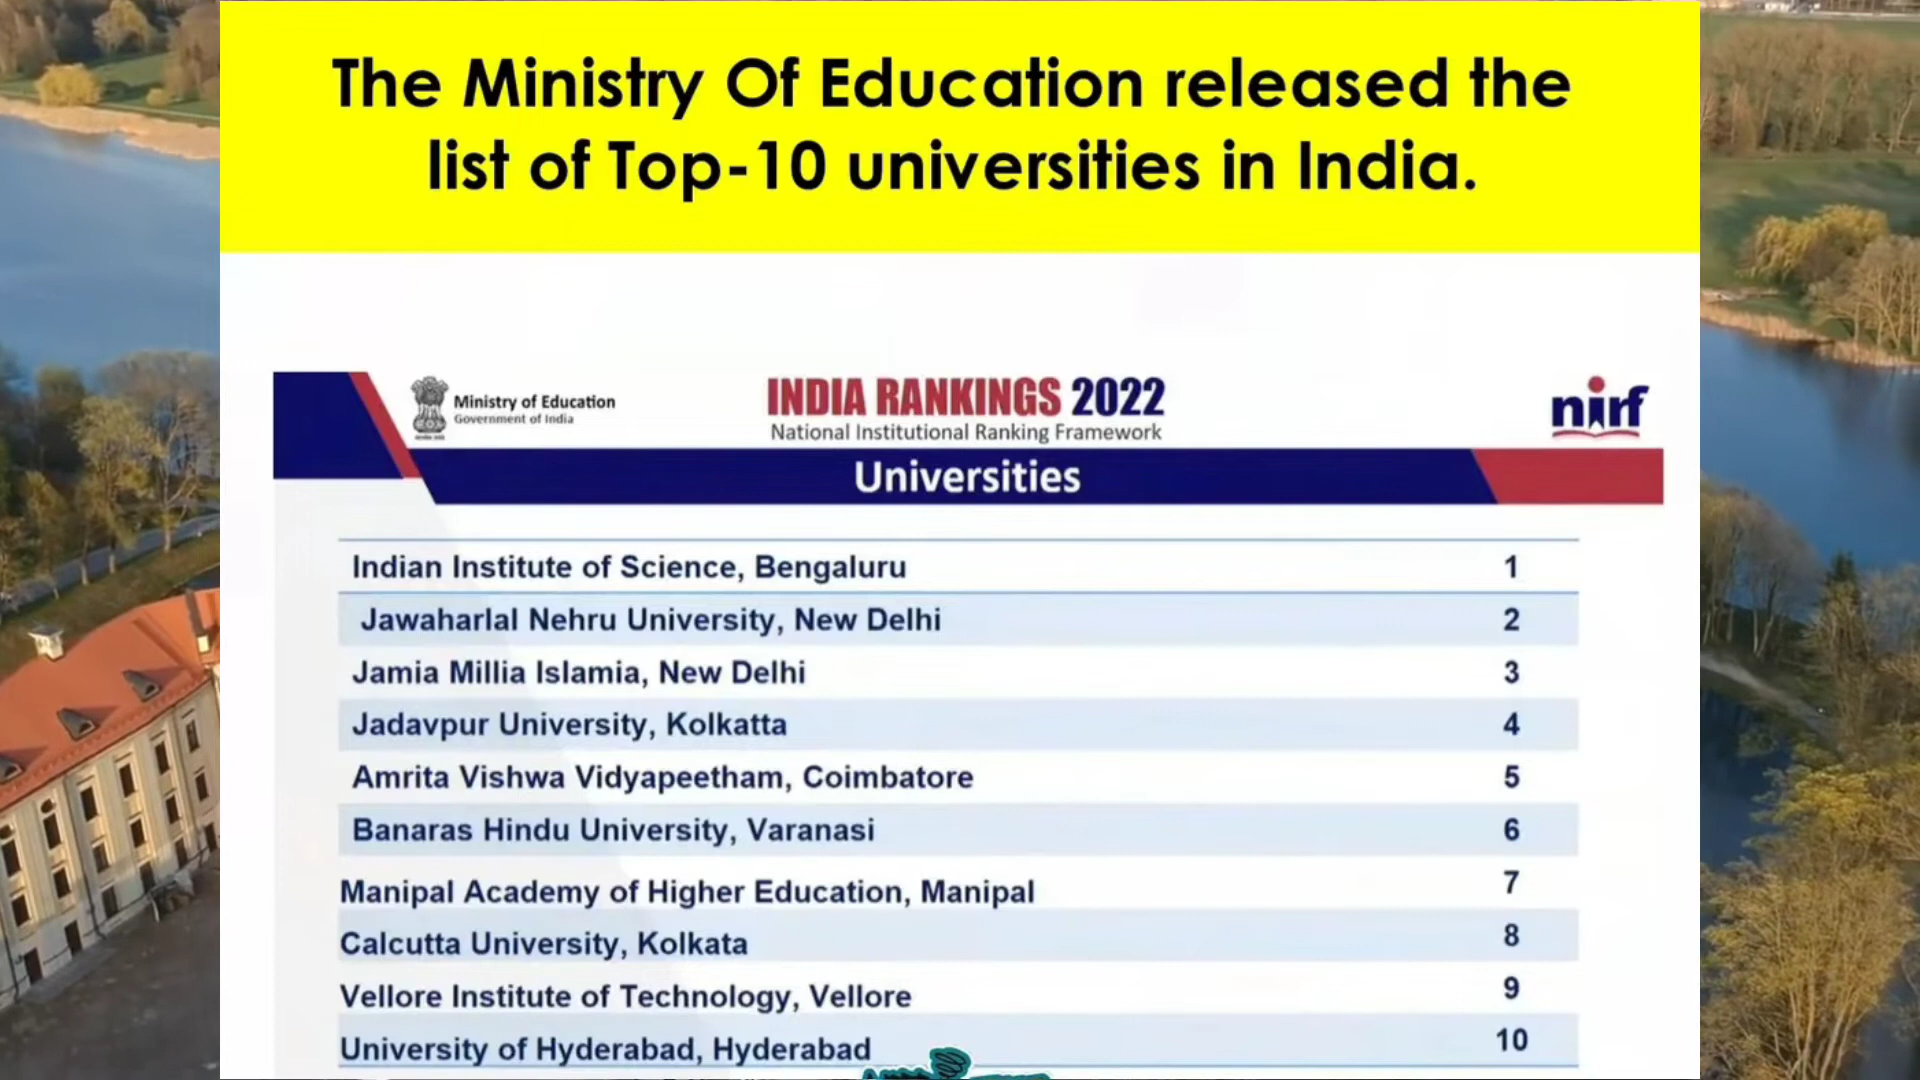 The Ministry Of Education released the
list of Top-10 universities in India.
Ministry of Education
Government of India
INDIA RANKINGS 2022
National Institutional Ranking Framework
nirf
Universities
Indian Institute of Science, Bengaluru 1
Jawaharlal Nehru University, New Delhi 2
Jamia Millia Islamia, New Delhi 3
Jadavpur University, Kolkatta 4
Amrita Vishwa Vidyapeetham, Coimbatore 5
Banaras Hindu University, Varanasi 6
Manipal Academy of Higher Education, Manipal 7
Calcutta University, Kolkata 8
Vellore Institute of Technology, Vellore 9
University of Hyderabad, Hyderabad 10